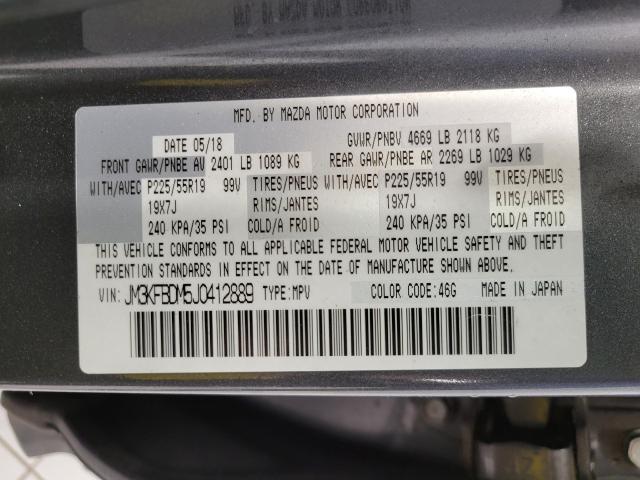 MFD. BY MAZDA MOTOR CORPORATION
DATE 05/18 GVWR/PNBV 4669 LB 2118 KG
FRONT GAWR/PNBE AV 2401 LB 1089 KG REAR GAWR/PNBE AR 2269 LB 1029 KG
WITH/AVEC P225/55R19 99V TIRES/PNEUS WITH/AVEC P225/55R19 99V TIRES/PNEUS
19X7J RIMS/JANTES 19X7J RIMS/JANTES
240 KPA/35 PSI COLD/A FROID 240 KPA/35 PSI COLD/A FROID
THIS VEHICLE CONFORMS TO ALL APPLICABLE FEDERAL MOTOR VEHICLE SAFETY AND THEFT
PREVENTION STANDARDS IN EFFECT ON THE DATE OF MANUFACTURE SHOWN ABOVE.
VIN: JM3KFBDM5J0412889 TYPE:MPV COLOR CODE:46G MADE IN JAPAN